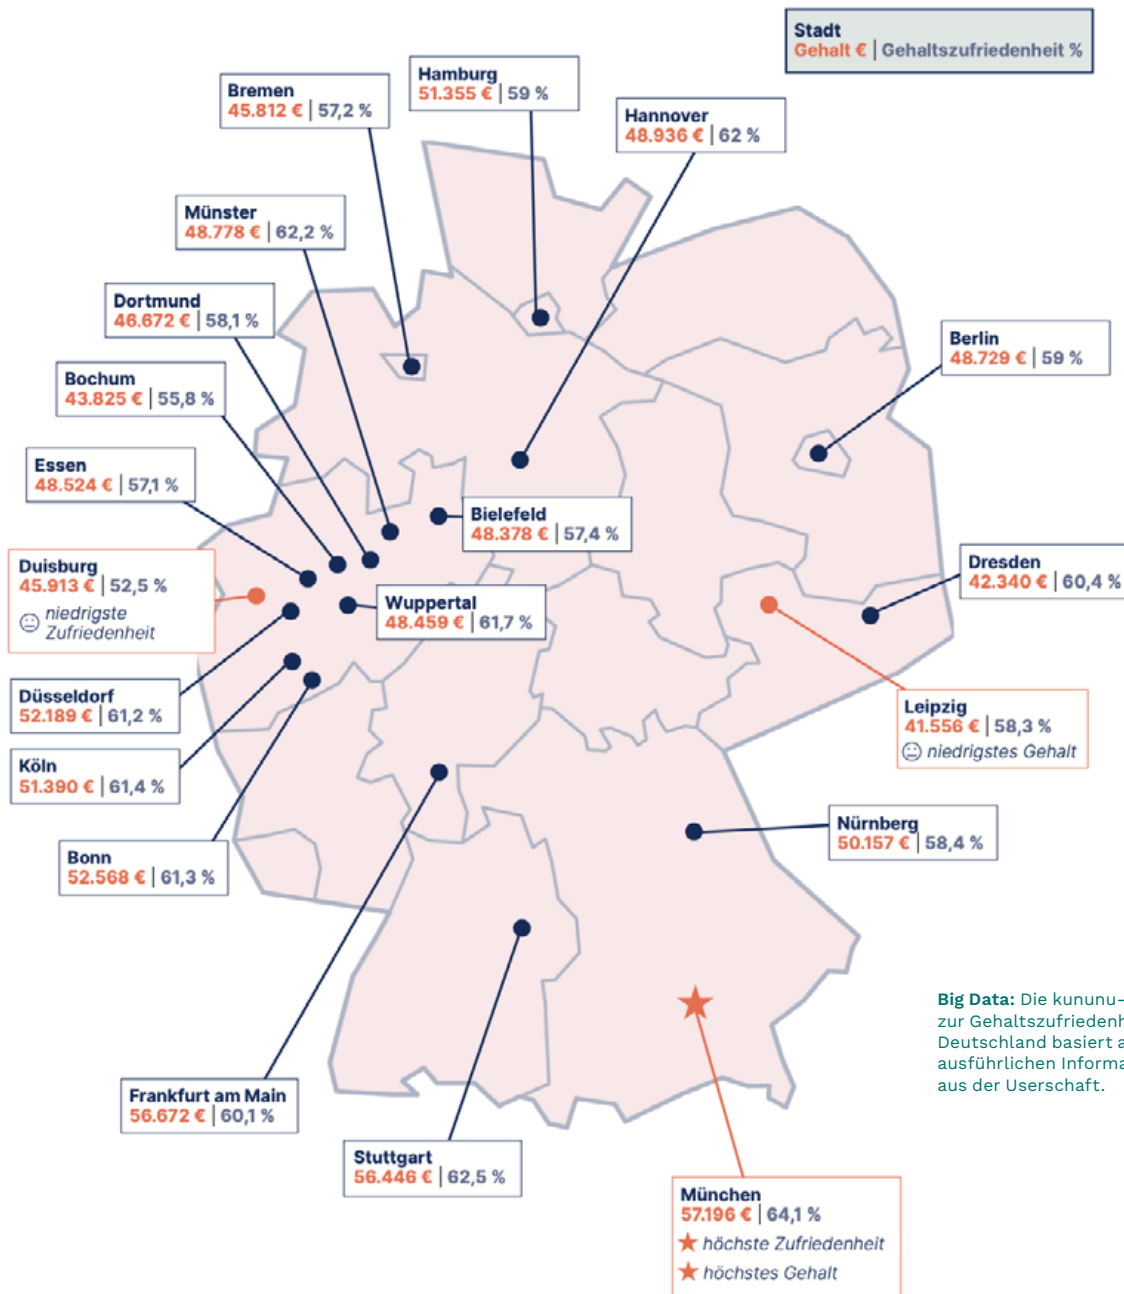 Stadt
Gehalt € | Gehaltszufriedenheit %
Hamburg
51.355 € | 59 %
Bremen
45.812 € | 57,2 %
Hannover
48.936 € | 62 %
Münster
48.778 € | 62,2 %
Dortmund
46.672 € | 58,1 %
Berlin
48.729 € | 59 %
Bochum
43.825 € | 55,8 %
Essen
48.524 € | 57,1 %
Bielefeld
48.378 € | 57,4 %
Duisburg
45.913 € | 52,5 %
niedrigste
Zufriedenheit
Dresden
42.340 € | 60,4 %
Wuppertal
48.459 € | 61,7 %
Düsseldorf
52.189 € | 61,2 %
Leipzig
41.556 € | 58,3 %
niedrigstes Gehalt
Köln
51.390 € | 61,4 %
Nürnberg
50.157 € | 58,4 %
Bonn
52.568 € | 61,3 %
Big Data: Die kununu-
zur Gehaltszufriedenh
Deutschland basiert a
ausführlichen Informa
aus der Userschaft.
Frankfurt am Main
56.672 € | 60,1 %
Stuttgart
56.446 € | 62,5 %
München
57.196 € | 64,1 %
höchste Zufriedenheit
höchstes Gehalt